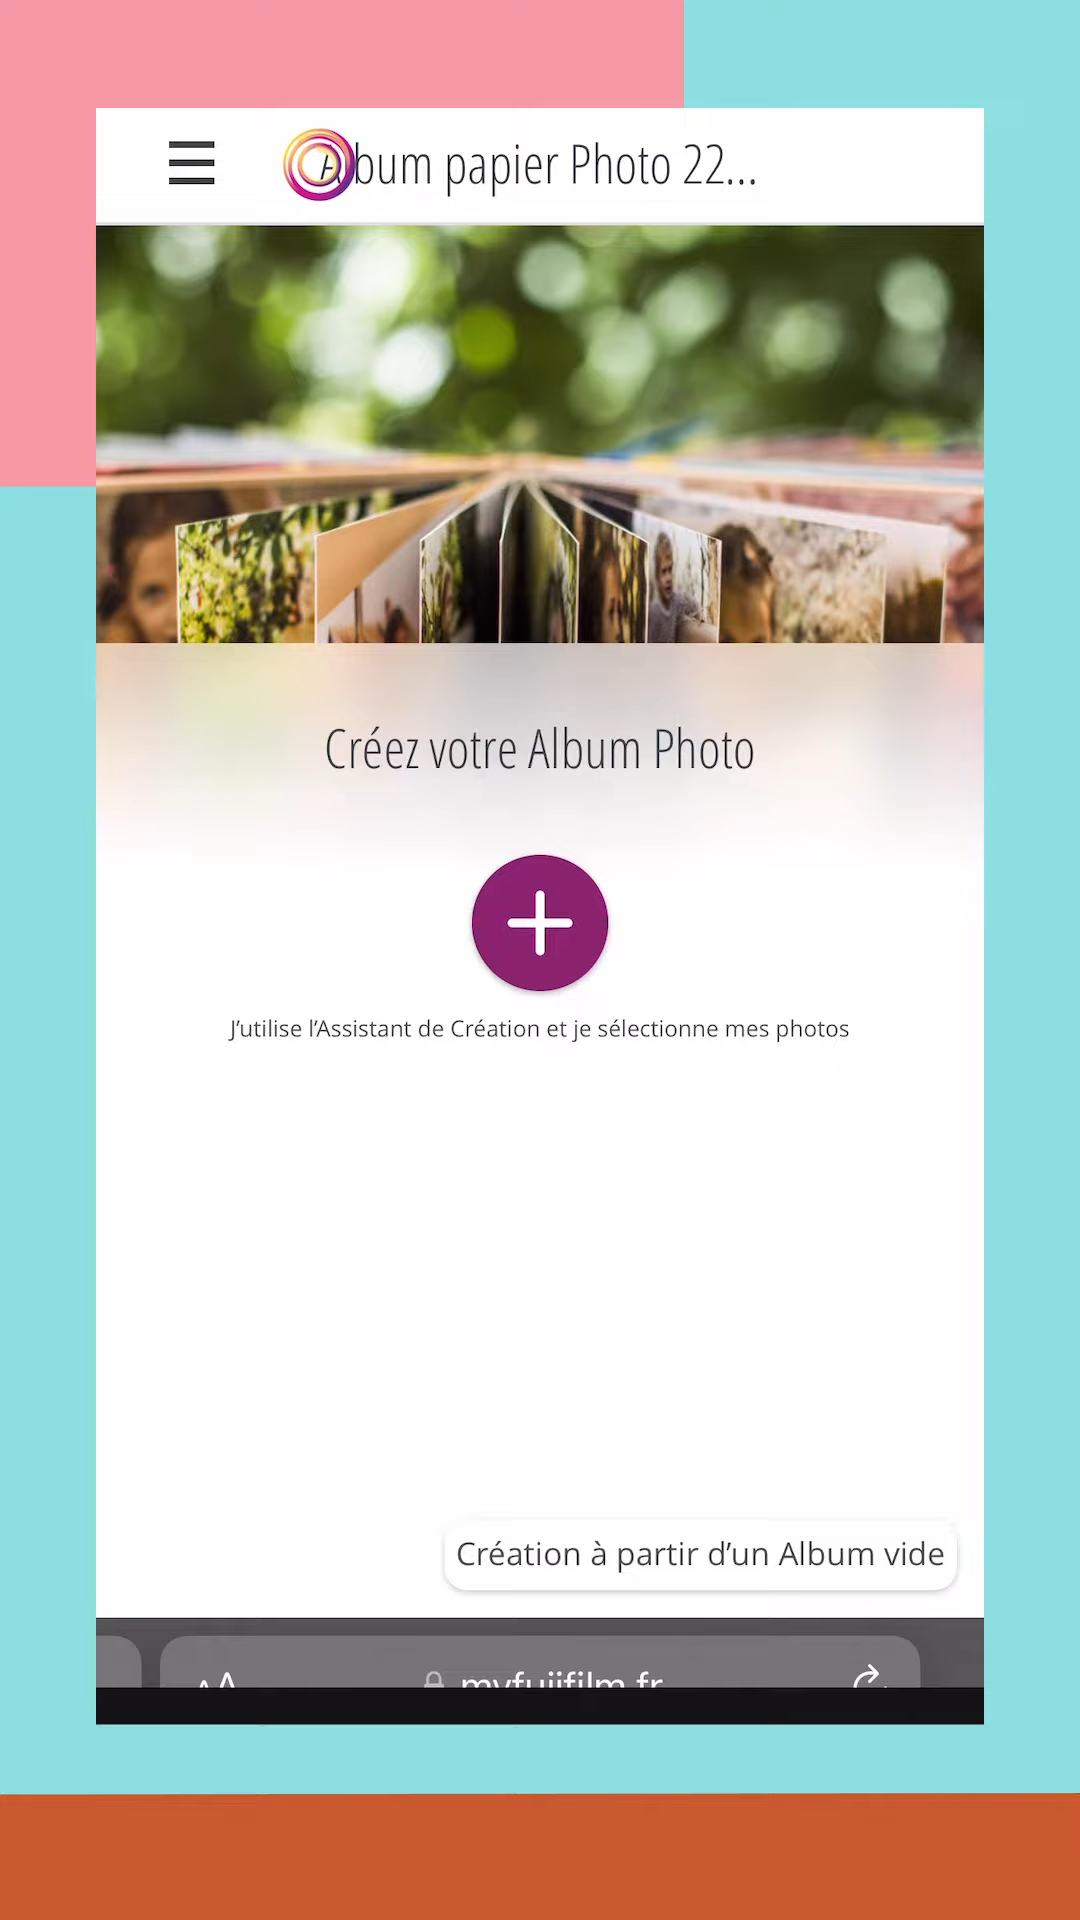 Album papier Photo 22...
Créez votre Album Photo
J'utilise l'Assistant de Création et je sélectionne mes photos
Création à partir d'un Album vide
AA myfujifilm.fr